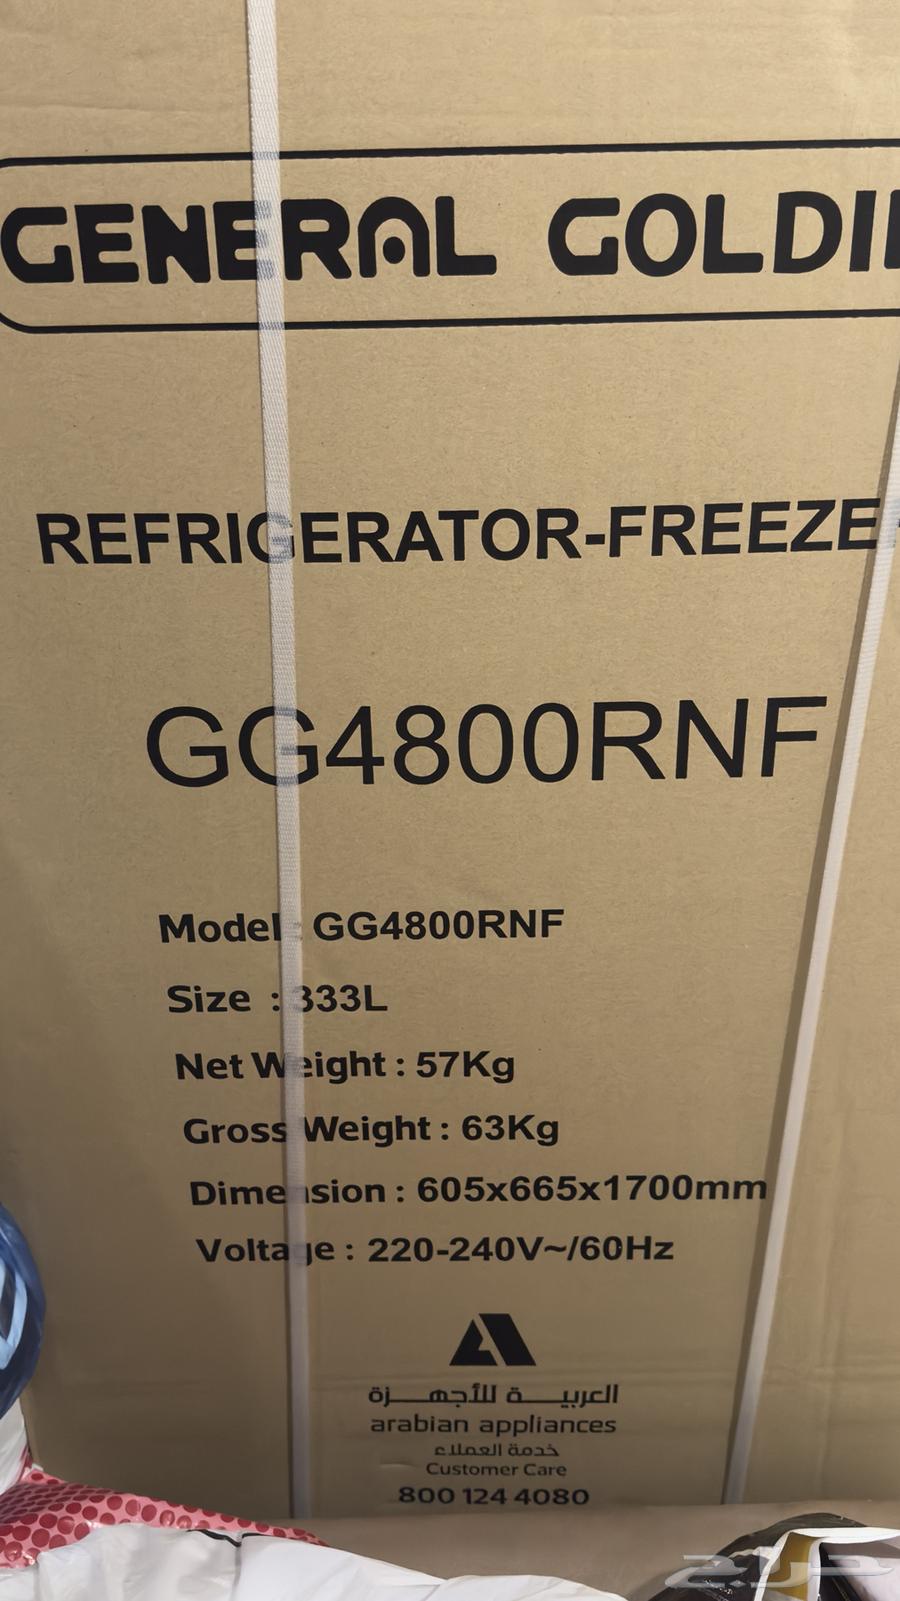 GENERAL GOLDI
REFRIGERATOR-FREEZE
GG4800RNF
Model : GG4800RNF
Size : 333L
Net Weight : 57Kg
Gross Weight : 63Kg
Dimension : 605x665x1700mm
Voltage : 220-240V~/60Hz
العربيـــة للأجهـــزة
arabian appliances
خدمة العملاء
Customer Care
800 124 4080
حراج